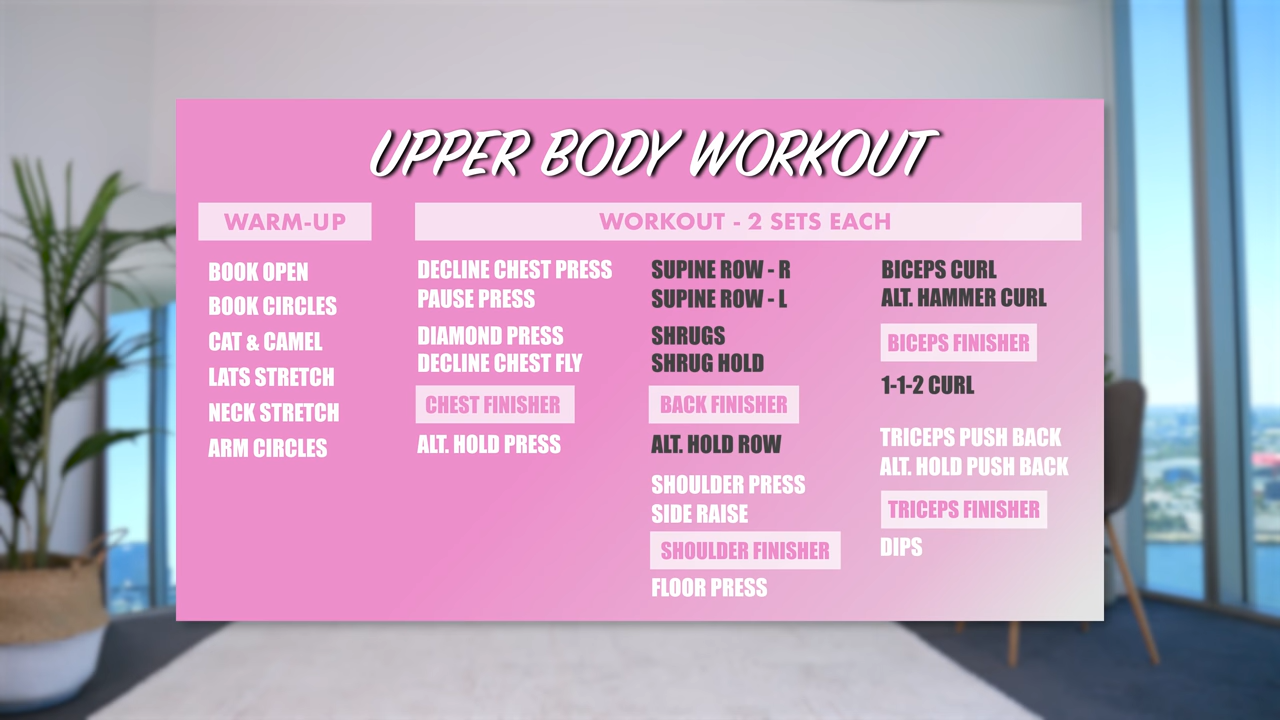 UPPER BODY WORKOUT
WARM-UP
BOOK OPEN
BOOK CIRCLES
CAT & CAMEL
LATS STRETCH
NECK STRETCH
ARM CIRCLES
WORKOUT - 2 SETS EACH
DECLINE CHEST PRESS
PAUSE PRESS
DIAMOND PRESS
DECLINE CHEST FLY
CHEST FINISHER
ALT. HOLD PRESS
SUPINE ROW - R
SUPINE ROW - L
SHRUGS
SHRUG HOLD
BACK FINISHER
ALT. HOLD ROW
SHOULDER PRESS
SIDE RAISE
SHOULDER FINISHER
FLOOR PRESS
BICEPS CURL
ALT. HAMMER CURL
BICEPS FINISHER
1-1-2 CURL
TRICEPS PUSH BACK
ALT. HOLD PUSH BACK
TRICEPS FINISHER
DIPS